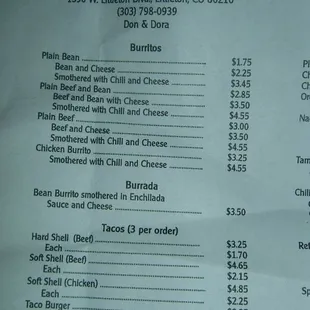 (303) 798-0939
Don & Dora
Burritos
Plain Bean $1.75
Bean and Cheese $2.25
Smothered with Chili and Cheese $3.45
Plain Beef and Bean $2.85
Beef and Bean with Cheese $3.50
Smothered with Chili and Cheese $4.55
Plain Beef $3.00
Beef and Cheese $3.50
Smothered with Chili and Cheese $4.55
Chicken Burrito $3.25
Smothered with Chili and Cheese $4.55
Burrada
Bean Burrito smothered in Enchilada
Sauce and Cheese $3.50
Tacos (3 per order)
Hard Shell (Beef) $3.25
Each $1.70
Soft Shell (Beef) $4.65
Each $2.15
Soft Shell (Chicken) $4.85
Each $2.25
Taco Burger